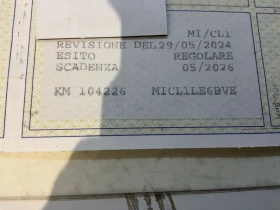 MI/CL1
REVISIONE DEL29/05/2024
ESITO REGOLARE
SCADENZA 05/2026
KM 104226 MICL1LE6BVE